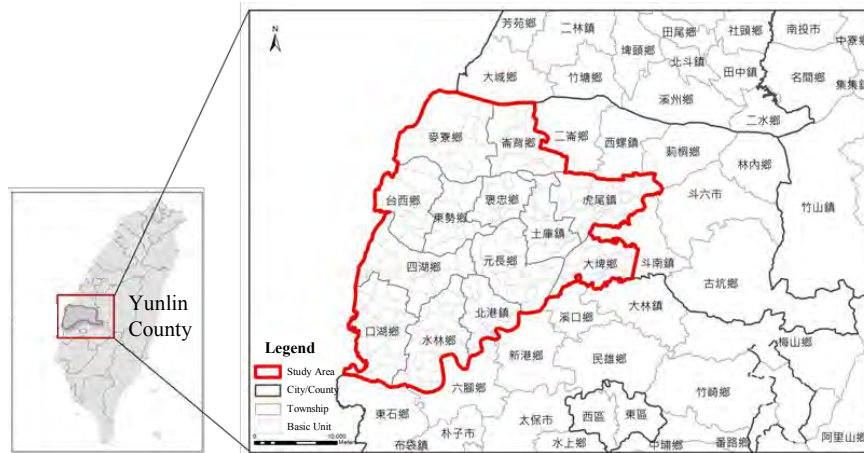 Yunlin
County
N
芳苑鄉
二林鎮
田尾鄉
社頭鄉
南投市
埤頭鄉
北斗鎮
中寮鄉
大城鄉
竹塘鄉
田中鎮
名間鄉
集集鎮
溪州鄉
二水鄉
麥寮鄉
崙背鄉
二崙鄉
西螺鎮
莿桐鄉
林內鄉
台西鄉
東勢鄉
褒忠鄉
虎尾鎮
斗六市
竹山鎮
土庫鎮
四湖鄉
元長鄉
大埤鄉
斗南鎮
古坑鄉
口湖鄉
水林鄉
北港鎮
溪口鄉
大林鎮
新港鄉
民雄鄉
梅山鄉
六腳鄉
竹崎鄉
東石鄉
朴子市
太保市
西區
東區
布袋鎮
水上鄉
中埔鄉
番路鄉
阿里山鄉
Legend
Study Area
City/County
Township
Basic Unit
0
10,000